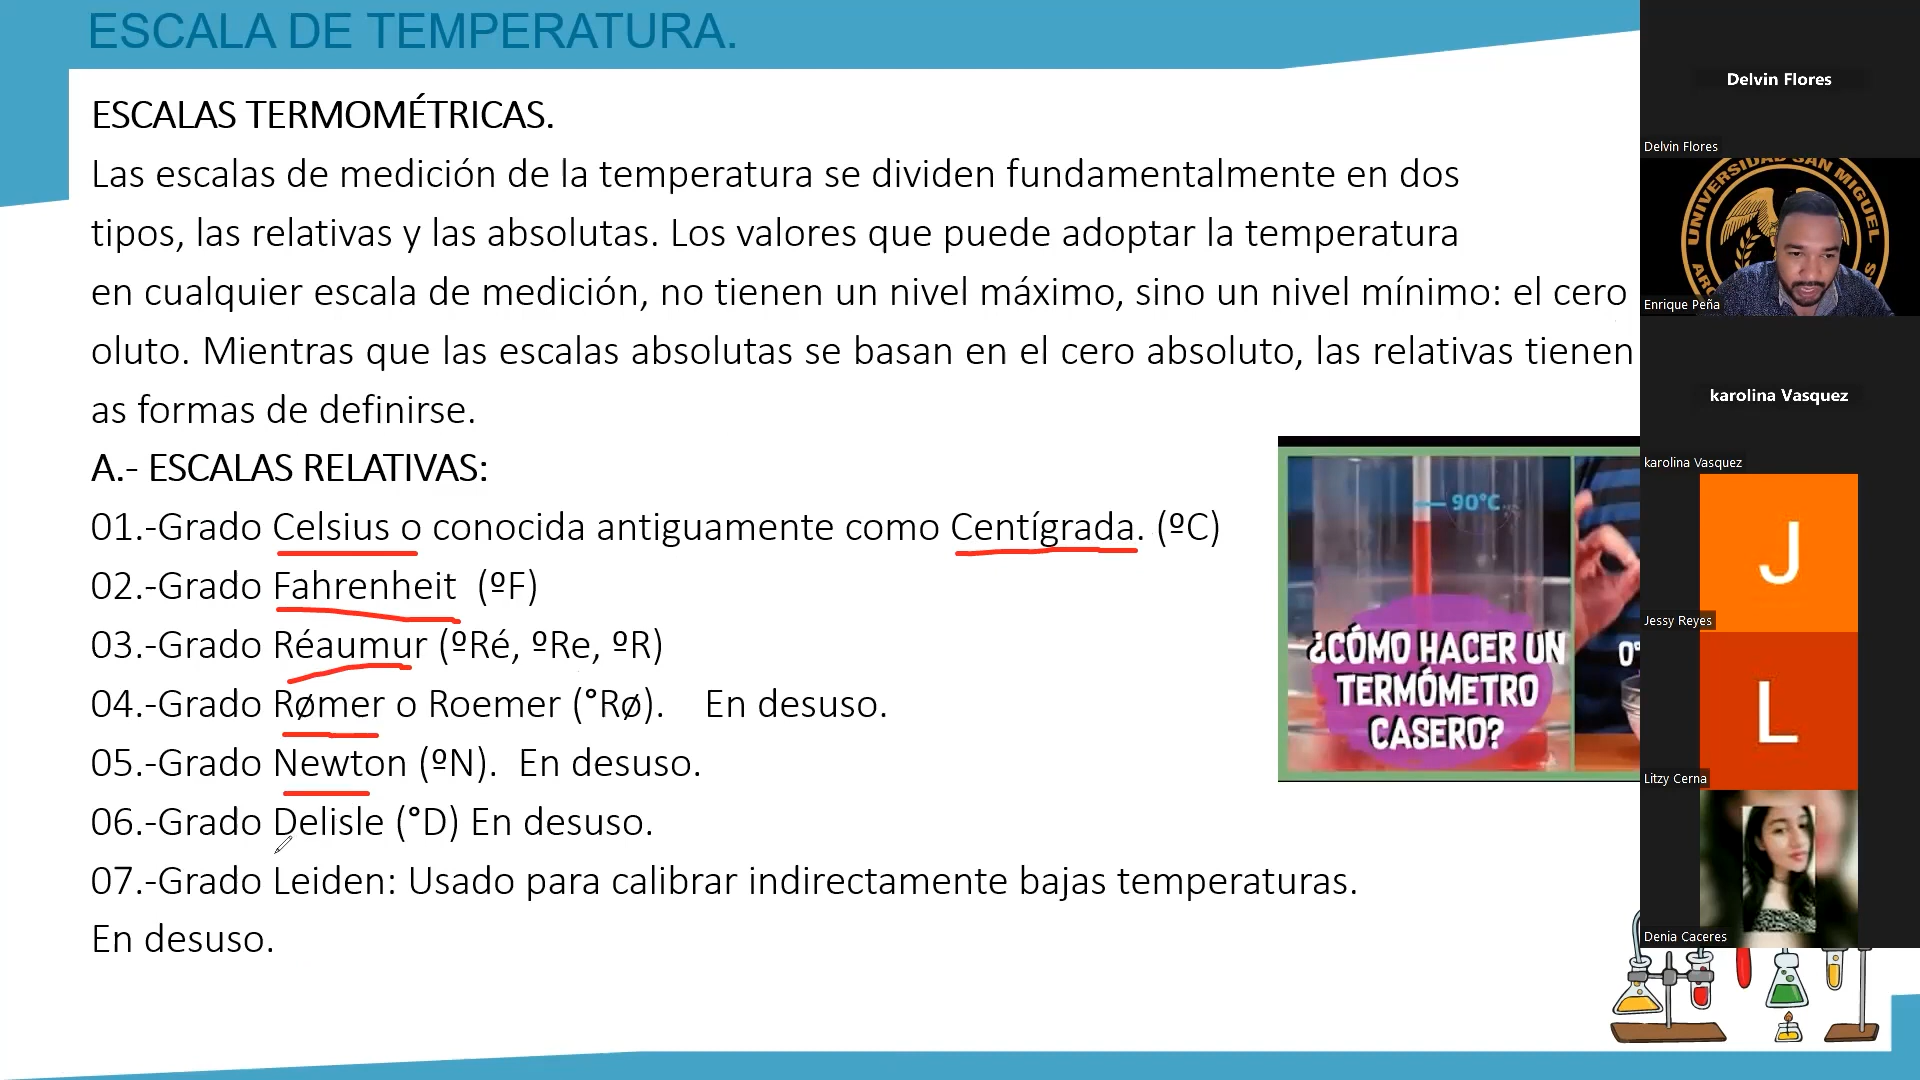 ESCALA DE TEMPERATURA.
ESCALAS TERMOMÉTRICAS.
Las escalas de medición de la temperatura se dividen fundamentalmente en dos
tipos, las relativas y las absolutas. Los valores que puede adoptar la temperatura
en cualquier escala de medición, no tienen un nivel máximo, sino un nivel mínimo: el cero
oluto. Mientras que las escalas absolutas se basan en el cero absoluto, las relativas tienen
as formas de definirse.
A.- ESCALAS RELATIVAS:
01.-Grado Celsius o conocida antiguamente como Centígrada. (ºC)
02.-Grado Fahrenheit (ºF)
03.-Grado Réaumur (ºRé, ºRe, ºR)
04.-Grado Rømer o Roemer (°Rø). En desuso.
05.-Grado Newton (ºN). En desuso.
06.-Grado Delisle (°D) En desuso.
07.-Grado Leiden: Usado para calibrar indirectamente bajas temperaturas.
En desuso.
90°C
¿CÓMO HACER UN
TERMÓMETRO
CASERO?
0°
Delvin Flores
Delvin Flores
UNIVERSIDAD SAN MIGUEL
Enrique Peña
karolina Vasquez
karolina Vasquez
J
Jessy Reyes
L
Litzy Cerna
Denia Caceres